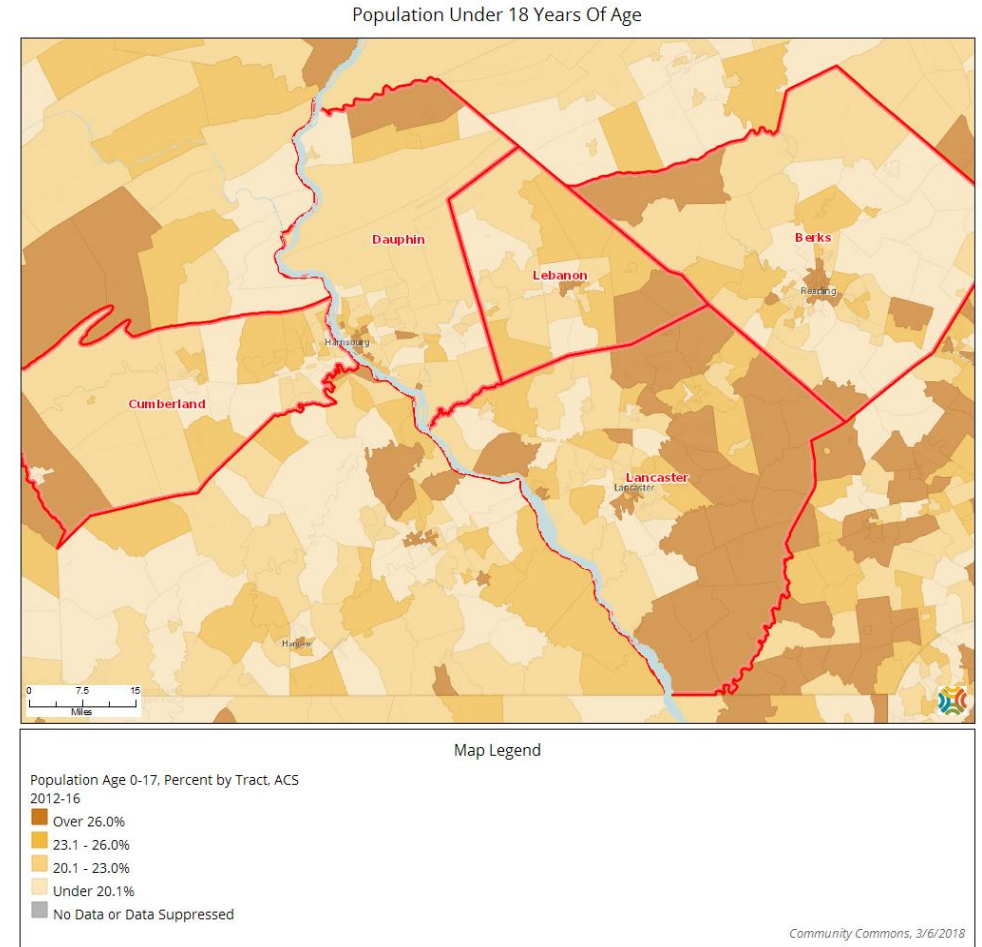 Population Under 18 Years Of Age
Dauphin
Berks
Lebanon
Reading
Harrisburg
Cumberland
Lancaster
Lancaster
Hanover
0 7.5 15
Miles
Map Legend
Population Age 0-17, Percent by Tract, ACS
2012-16
Over 26.0%
23.1 - 26.0%
20.1 - 23.0%
Under 20.1%
No Data or Data Suppressed
Community Commons, 3/6/2018